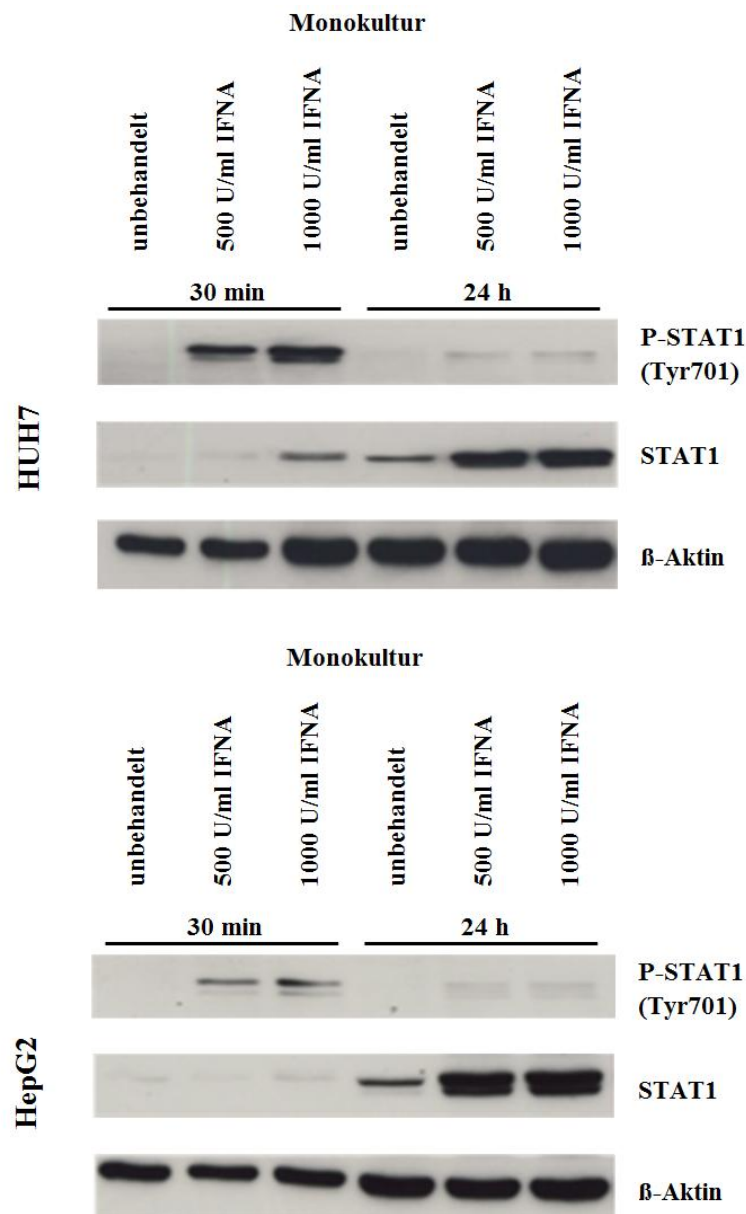 Monokultur
unbehandelt
500 U/ml IFNA
1000 U/ml IFNA
unbehandelt
500 U/ml IFNA
1000 U/ml IFNA
30 min
24 h
HUH7
P-STAT1
(Tyr701)
STAT1
ß-Aktin
Monokultur
unbehandelt
500 U/ml IFNA
1000 U/ml IFNA
unbehandelt
500 U/ml IFNA
1000 U/ml IFNA
30 min
24 h
HepG2
P-STAT1
(Tyr701)
STAT1
ß-Aktin